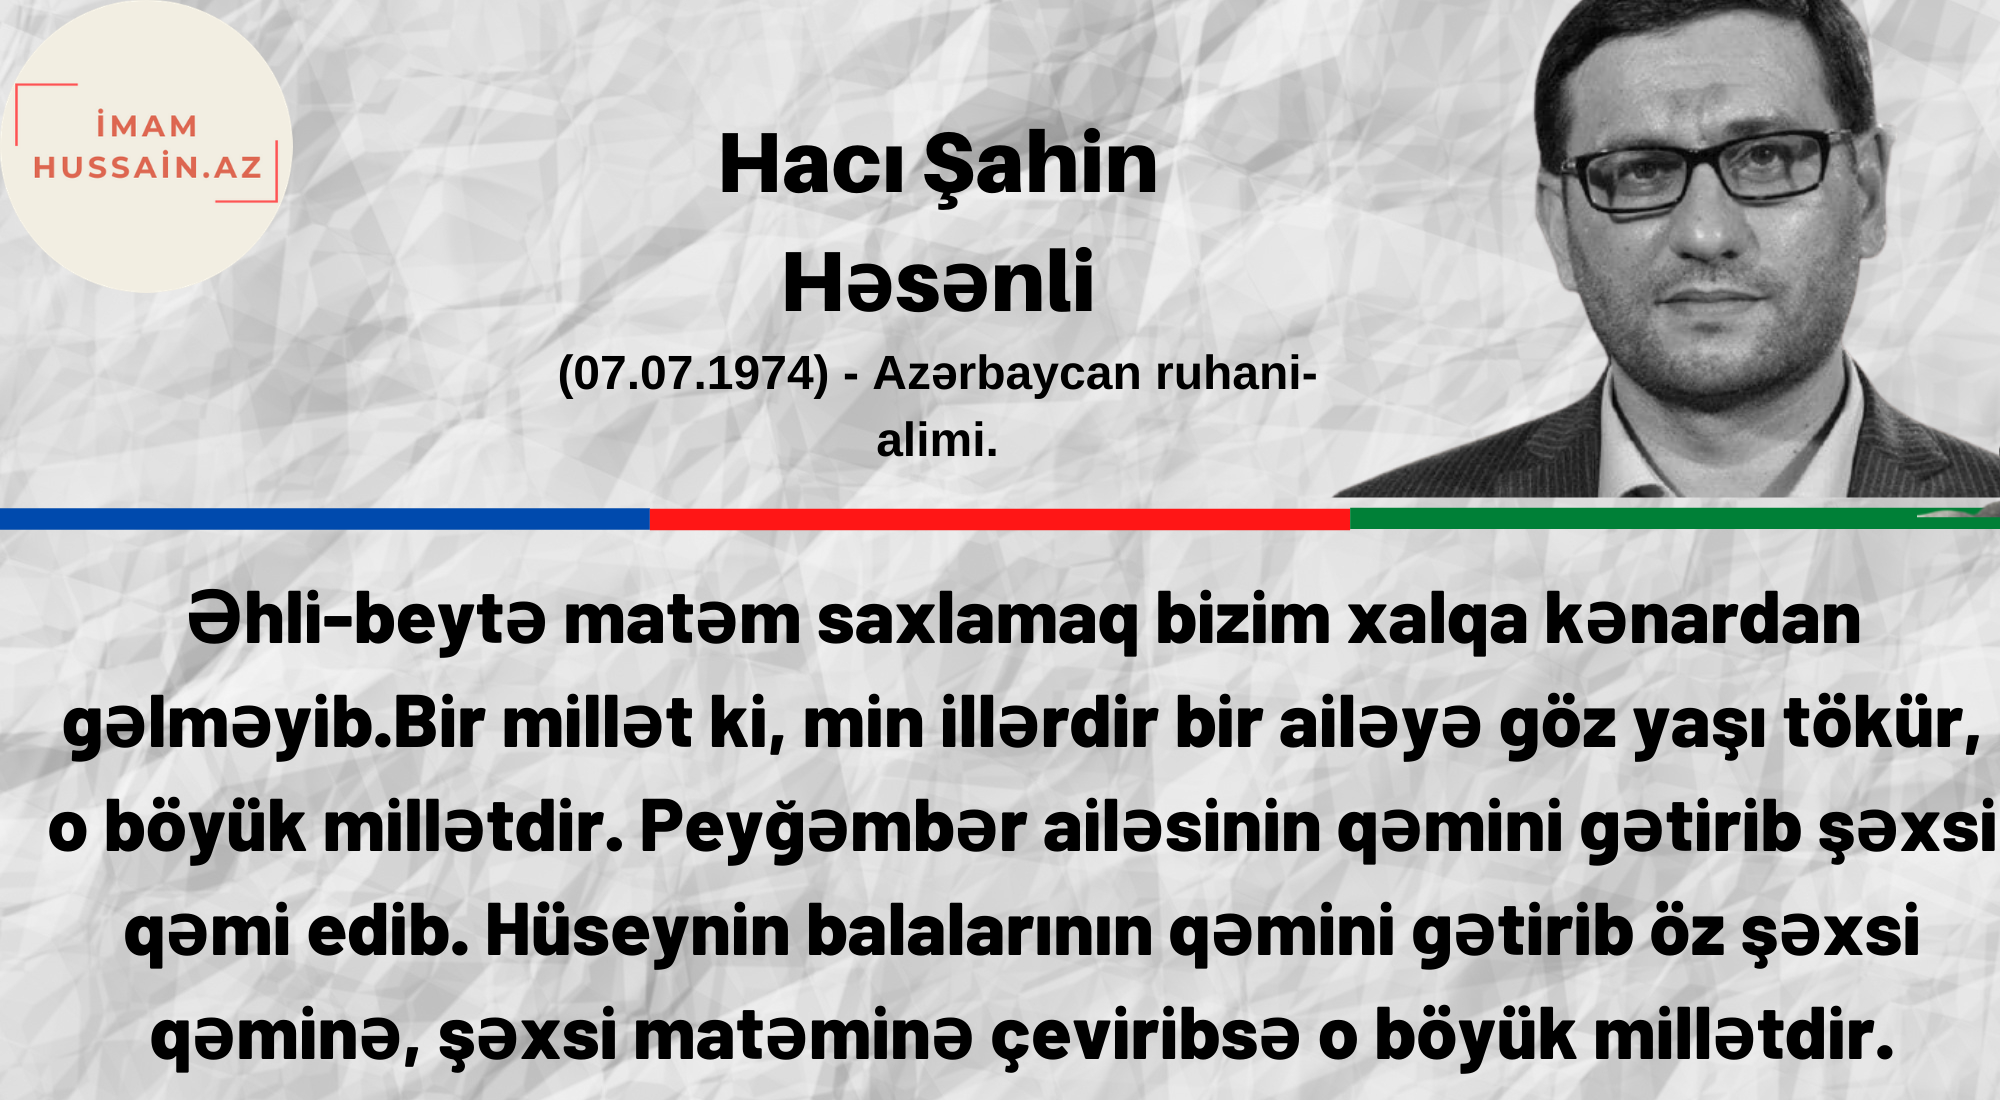 İMAM
HUSSAİN.AZ
Hacı Şahin
Həsənli
(07.07.1974) - Azərbaycan ruhani-
alimi.
Əhli-beytə matəm saxlamaq bizim xalqa kənardan
gəlməyib.Bir millət ki, min illərdir bir ailəyə göz yaşı tökür,
o böyük millətdir. Peyğəmbər ailəsinin qəmini gətirib şəxsi
qəmi edib. Hüseynin balalarının qəmini gətirib öz şəxsi
qəminə, şəxsi matəminə çeviribsə o böyük millətdir.